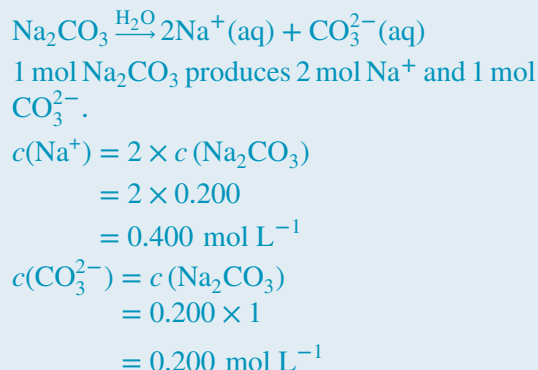 Na₂CO₃ —H₂O→ 2Na⁺(aq) + CO₃²⁻(aq)
1 mol Na₂CO₃ produces 2 mol Na⁺ and 1 mol
CO₃²⁻.
c(Na⁺) = 2 × c (Na₂CO₃)
= 2 × 0.200
= 0.400 mol L⁻¹
c(CO₃²⁻) = c (Na₂CO₃)
= 0.200 × 1
= 0.200 mol L⁻¹